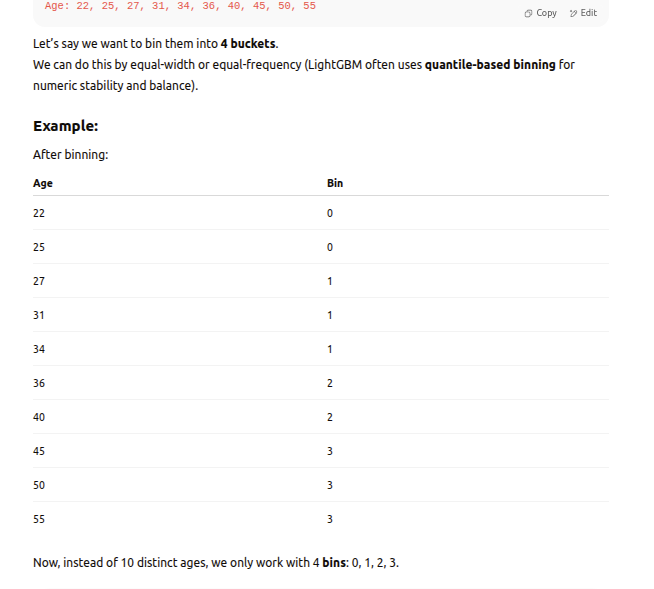 Age: 22, 25, 27, 31, 34, 36, 40, 45, 50, 55
Copy Edit
Let's say we want to bin them into 4 buckets.
We can do this by equal-width or equal-frequency (LightGBM often uses quantile-based binning for
numeric stability and balance).
Example:
After binning:
Age Bin
22 0
25 0
27 1
31 1
34 1
36 2
40 2
45 3
50 3
55 3
Now, instead of 10 distinct ages, we only work with 4 bins: 0, 1, 2, 3.